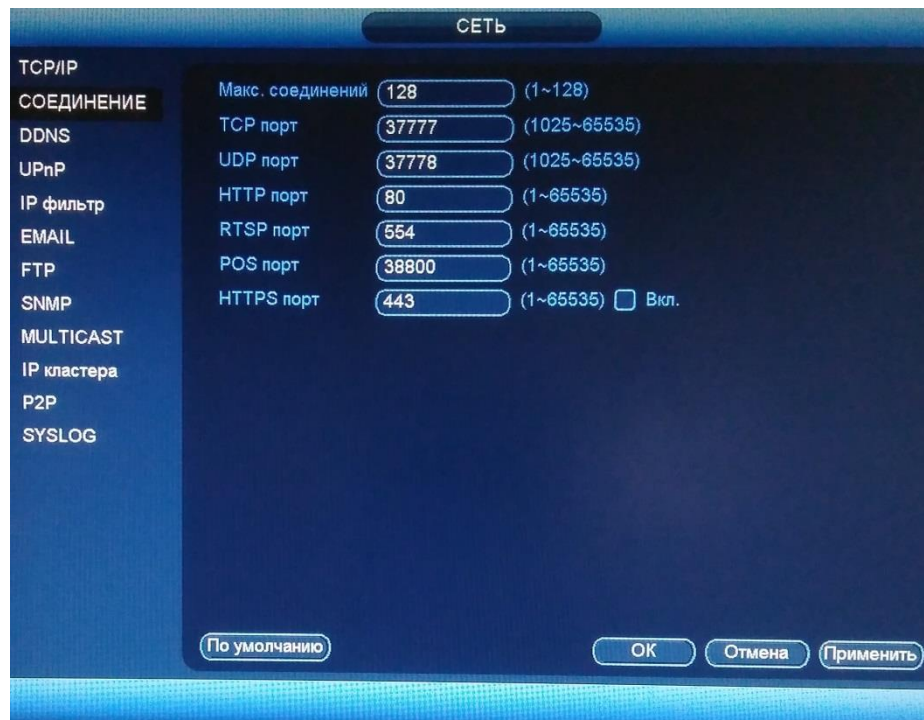 СЕТЬ
TCP/IP
СОЕДИНЕНИЕ
DDNS
UPnP
IP фильтр
EMAIL
FTP
SNMP
MULTICAST
IP кластера
P2P
SYSLOG
Макс. соединений 128 (1~128)
TCP порт 37777 (1025~65535)
UDP порт 37778 (1025~65535)
HTTP порт 80 (1~65535)
RTSP порт 554 (1~65535)
POS порт 38800 (1~65535)
HTTPS порт 443 (1~65535) Вкл.
По умолчанию OK Отмена Применить